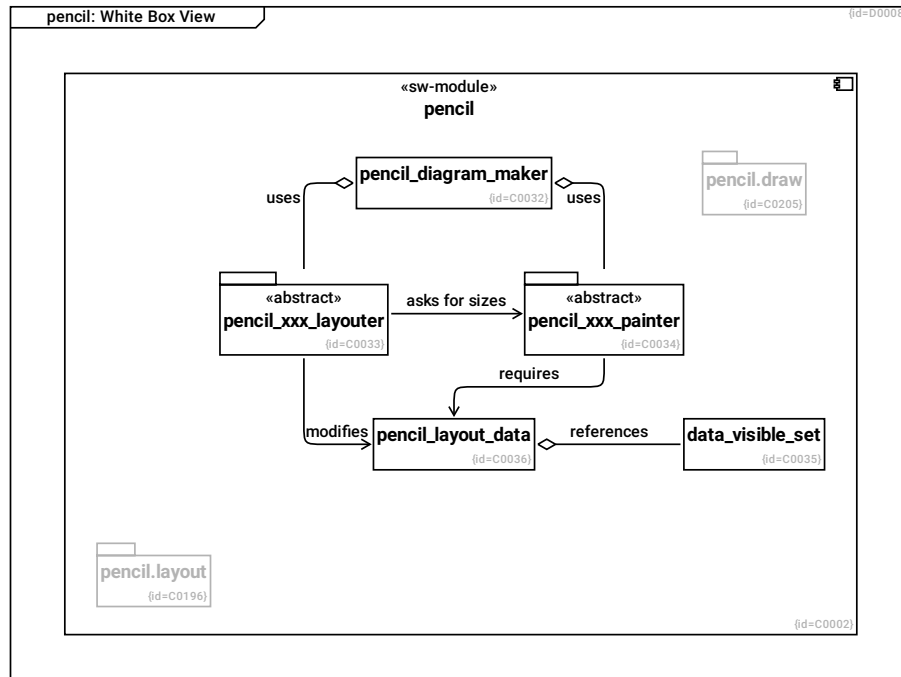 pencil: White Box View
{id=D0008
«sw-module»
pencil
pencil_diagram_maker
{id=C0032}
pencil.draw
{id=C0205}
uses
uses
«abstract»
pencil_xxx_layouter
{id=C0033}
asks for sizes
«abstract»
pencil_xxx_painter
{id=C0034}
requires
modifies
pencil_layout_data
{id=C0036}
references
data_visible_set
{id=C0035}
pencil.layout
{id=C0196}
{id=C0002}